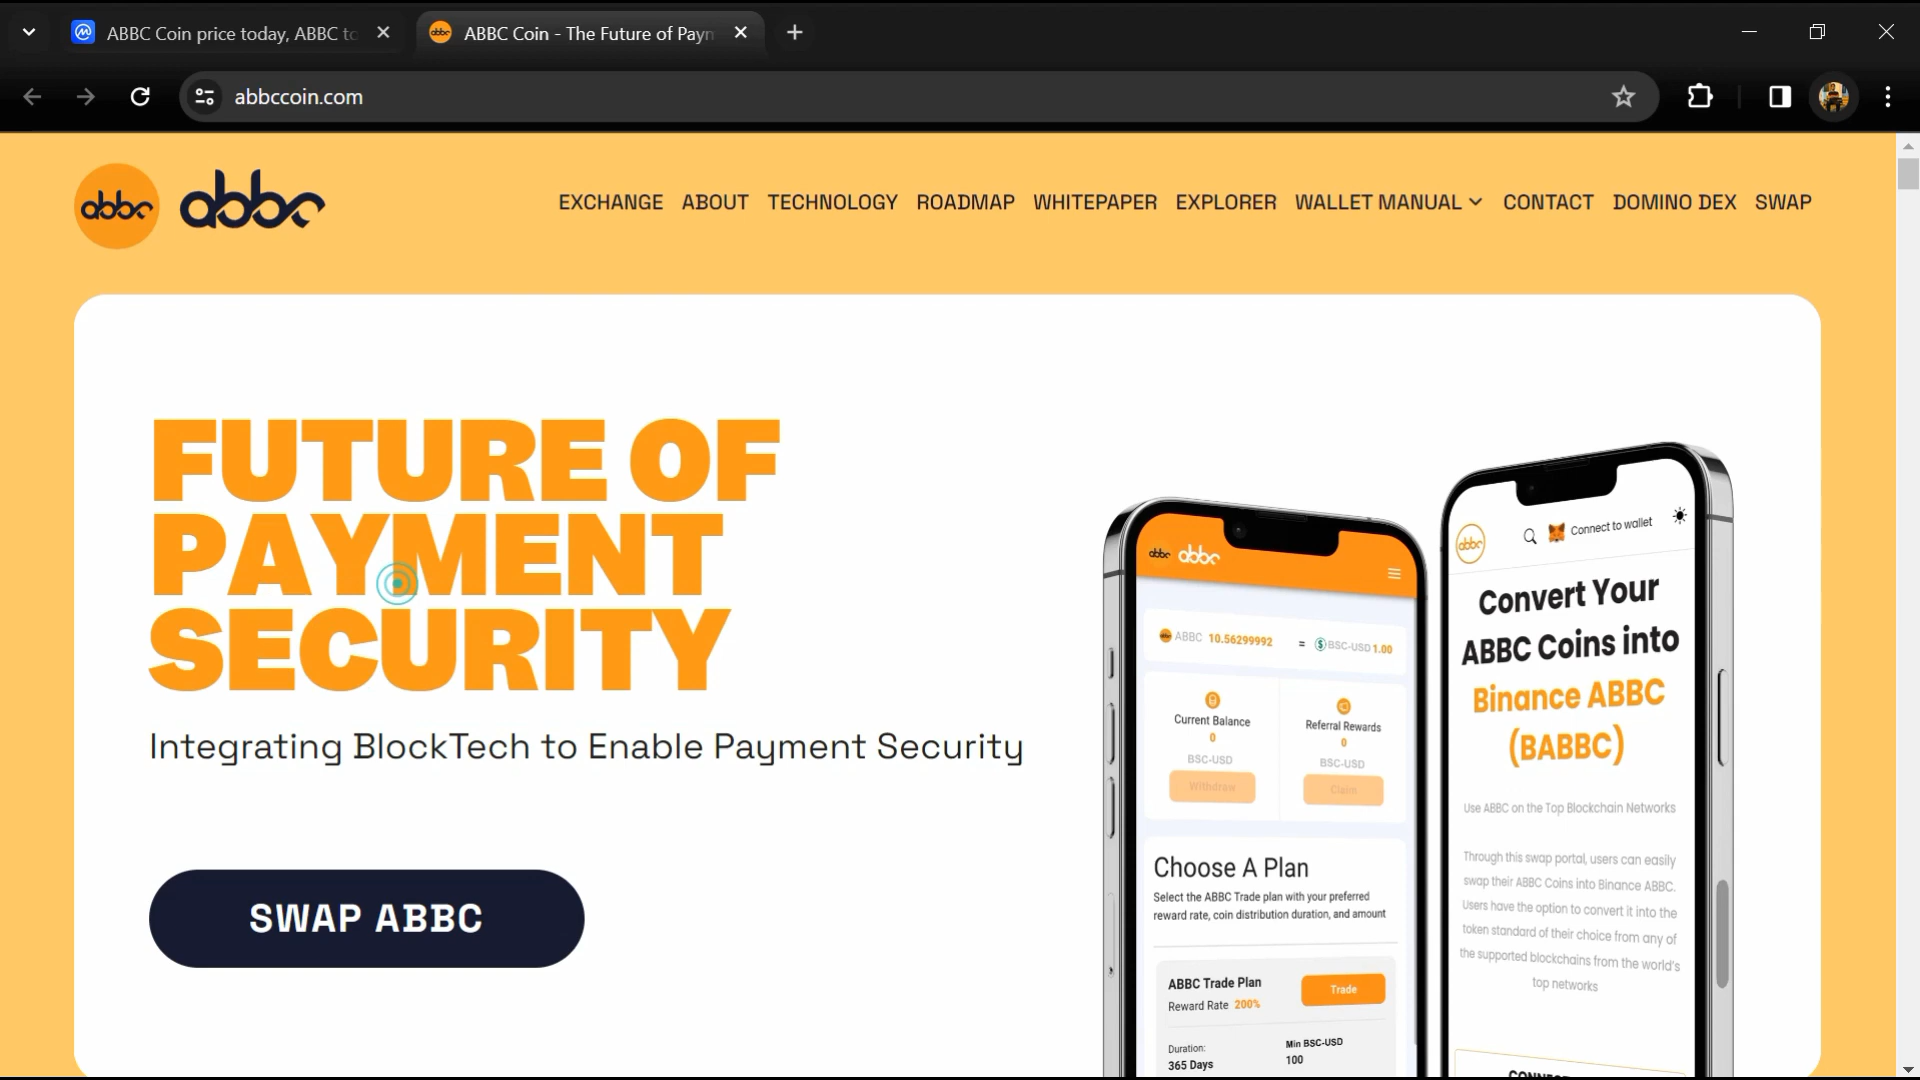 ABBC Coin price today, ABBC to
ABBC Coin - The Future of Paym
abbccoin.com
abbc abbc
EXCHANGE ABOUT TECHNOLOGY ROADMAP WHITEPAPER EXPLORER WALLET MANUAL CONTACT DOMINO DEX SWAP
FUTURE OF
PAYMENT
SECURITY
Integrating BlockTech to Enable Payment Security
SWAP ABBC
abbc abbc
ABBC 10.56299992 = $ BSC-USD 1.00
Current Balance
0
BSC-USD
Withdraw
Referral Rewards
0
BSC-USD
Claim
Choose A Plan
Select the ABBC Trade plan with your preferred
reward rate, coin distribution duration, and amount
ABBC Trade Plan
Reward Rate 200%
Trade
Duration:
365 Days
Min BSC-USD
100
abbc
Connect to wallet
Convert Your
ABBC Coins into
Binance ABBC
(BABBC)
Use ABBC on the Top Blockchain Networks
Through this swap portal, users can easily
swap their ABBC Coins into Binance ABBC.
Users have the option to convert it into the
token standard of their choice from any of
the supported blockchains from the world's
top networks